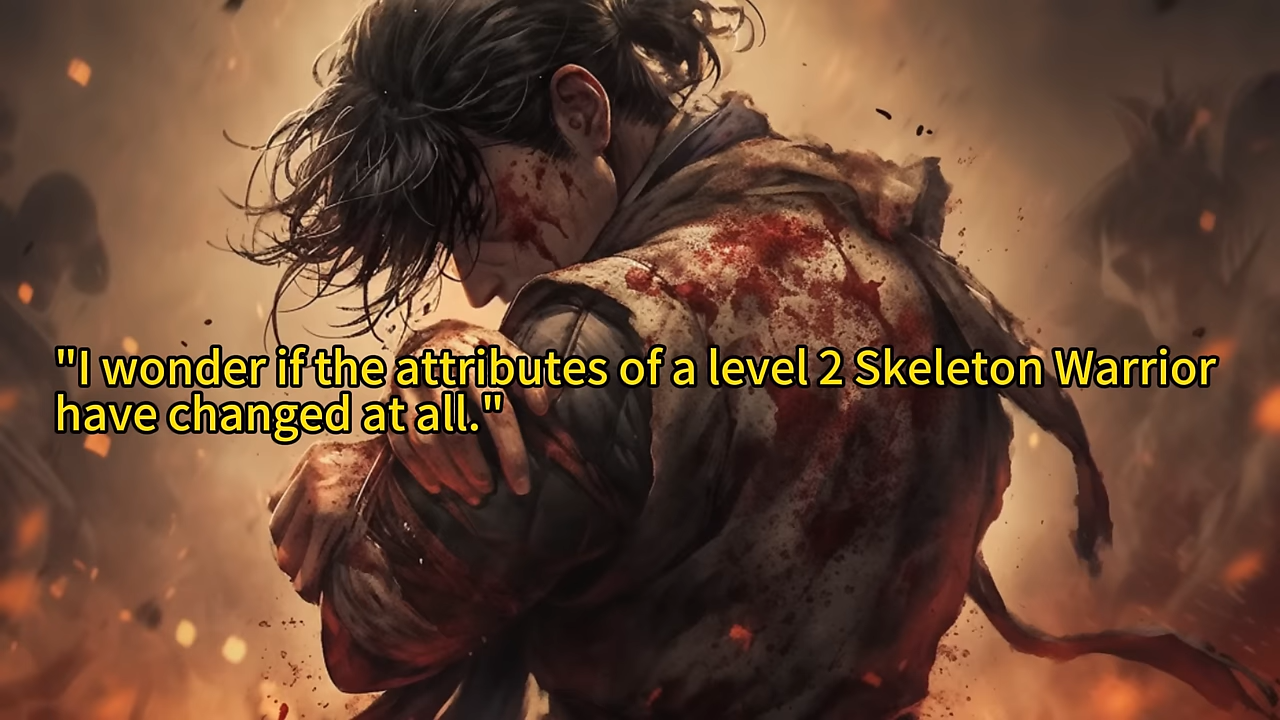 "I wonder if the attributes of a level 2 Skeleton Warrior
have changed at all."